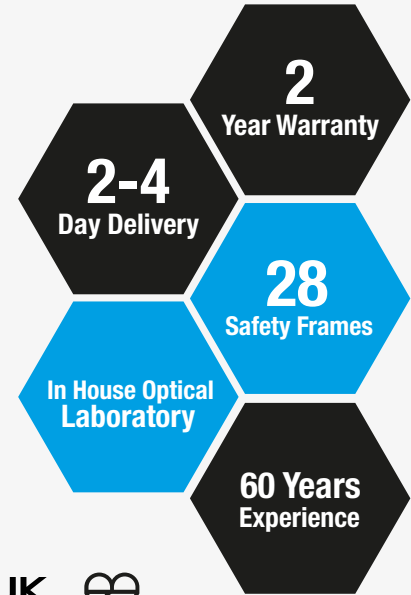 2
Year Warranty
2-4
Day Delivery
28
Safety Frames
In House Optical
Laboratory
60 Years
Experience